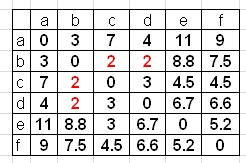 a b c d e f
a 0 3 7 4 11 9
b 3 0 2 2 8.8 7.5
c 7 2 0 3 4.5 4.5
d 4 2 3 0 6.7 6.6
e 11 8.8 3 6.7 0 5.2
f 9 7.5 4.5 6.6 5.2 0